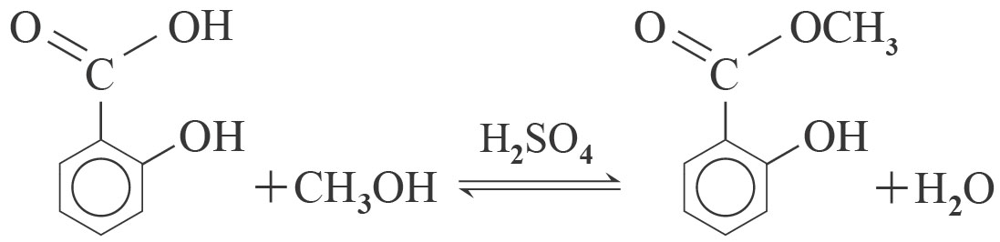 O OH O OCH₃
C C
OH H₂SO₄ OH
+CH₃OH ⇌ +H₂O